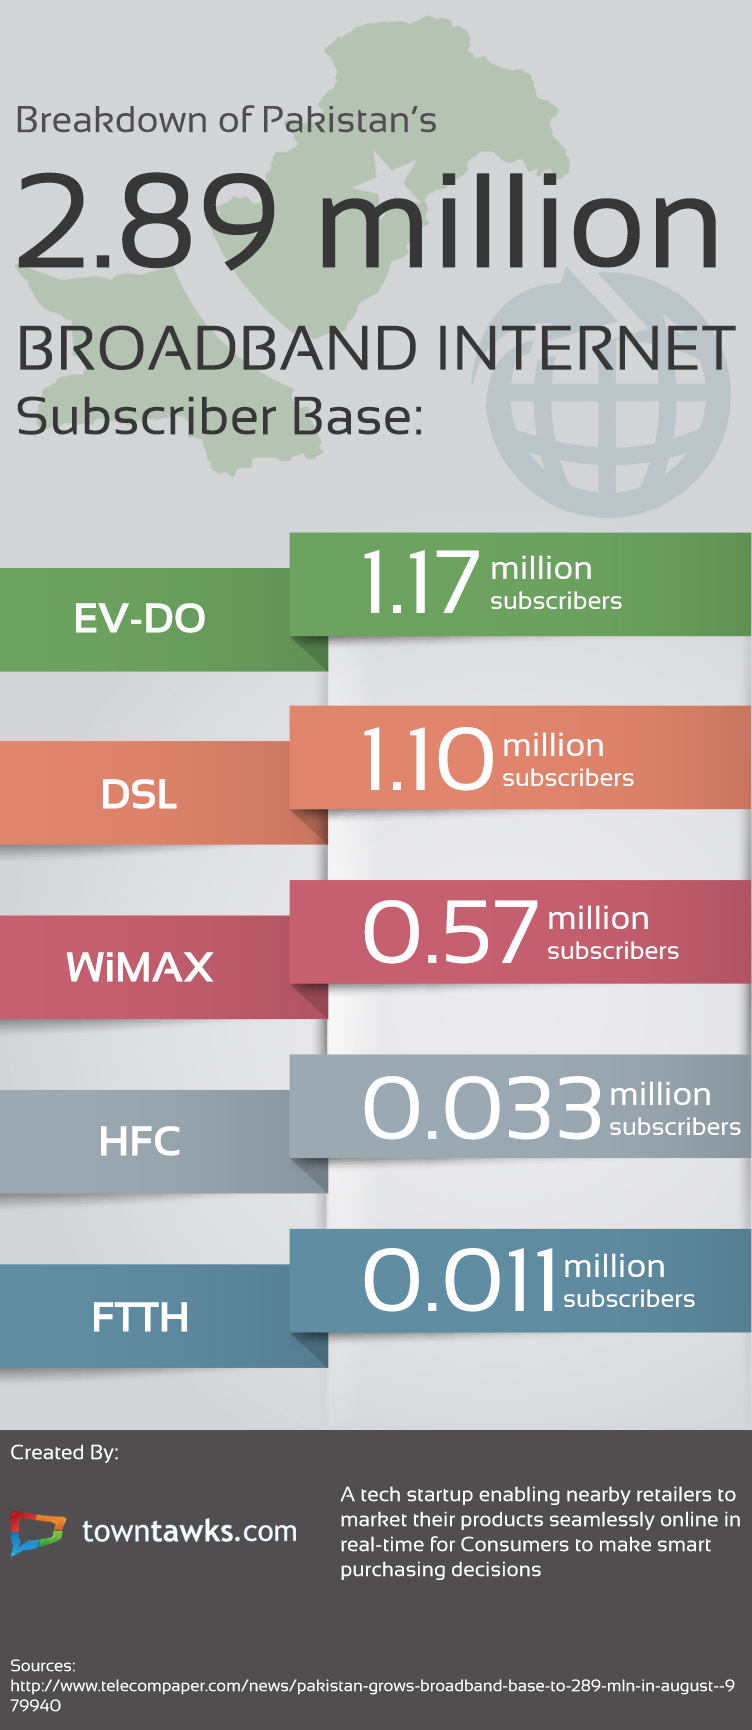 Breakdown of Pakistan's
2.89 million
BROADBAND INTERNET
Subscriber Base:
EV-DO
1.17 million
subscribers
DSL
1.10 million
subscribers
WiMAX
0.57 million
subscribers
HFC
0.033 million
subscribers
FTTH
0.011 million
subscribers
Created By:
towntawks.com
A tech startup enabling nearby retailers to
market their products seamlessly online in
real-time for Consumers to make smart
purchasing decisions
Sources:
http://www.telecompaper.com/news/pakistan-grows-broadband-base-to-289-mln-in-august--9
79940